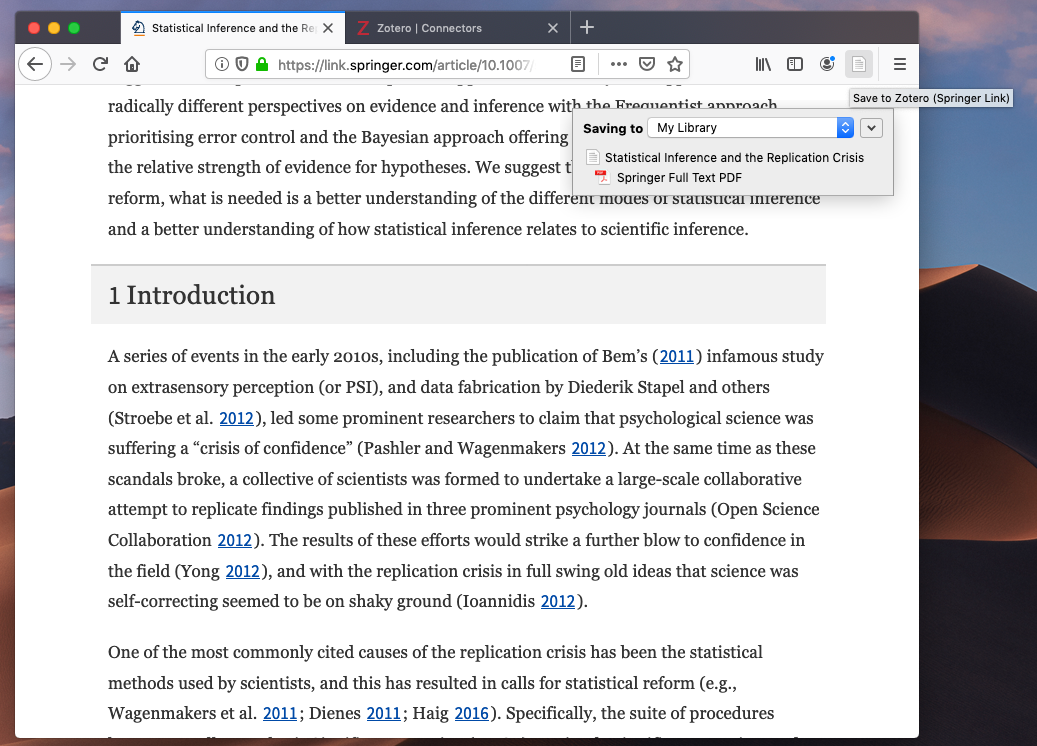 Statistical Inference and the Re
Zotero | Connectors
https://link.springer.com/article/10.1007/
Save to Zotero (Springer Link)
radically different perspectives on evidence and inference with the Frequentist approach
Saving to My Library
prioritising error control and the Bayesian approach offering
Statistical Inference and the Replication Crisis
the relative strength of evidence for hypotheses. We suggest
Springer Full Text PDF
reform, what is needed is a better understanding of the different modes of statistical inference
and a better understanding of how statistical inference relates to scientific inference.
1 Introduction
A series of events in the early 2010s, including the publication of Bem’s (2011) infamous study
on extrasensory perception (or PSI), and data fabrication by Diederik Stapel and others
(Stroebe et al. 2012), led some prominent researchers to claim that psychological science was
suffering a “crisis of confidence” (Pashler and Wagenmakers 2012). At the same time as these
scandals broke, a collective of scientists was formed to undertake a large-scale collaborative
attempt to replicate findings published in three prominent psychology journals (Open Science
Collaboration 2012). The results of these efforts would strike a further blow to confidence in
the field (Yong 2012), and with the replication crisis in full swing old ideas that science was
self-correcting seemed to be on shaky ground (Ioannidis 2012).
One of the most commonly cited causes of the replication crisis has been the statistical
methods used by scientists, and this has resulted in calls for statistical reform (e.g.,
Wagenmakers et al. 2011; Dienes 2011; Haig 2016). Specifically, the suite of procedures